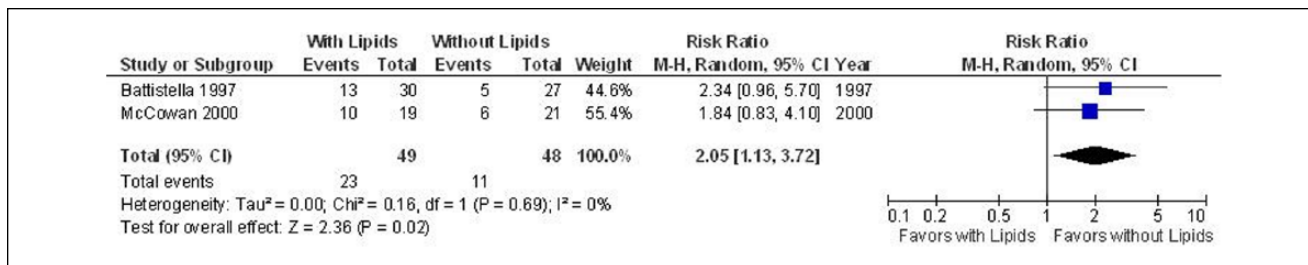 With Lipids Without Lipids Risk Ratio Risk Ratio
Study or Subgroup Events Total Events Total Weight M-H, Random, 95% CI Year M-H, Random, 95% CI
Battistella 1997 13 30 5 27 44.6% 2.34 [0.96, 5.70] 1997
McCowan 2000 10 19 6 21 55.4% 1.84 [0.83, 4.10] 2000
Total (95% CI) 49 48 100.0% 2.05 [1.13, 3.72]
Total events 23 11
Heterogeneity: Tau² = 0.00; Chi² = 0.16, df = 1 (P = 0.69); I² = 0%
Test for overall effect: Z = 2.36 (P = 0.02)
0.1 0.2 0.5 1 2 5 10
Favors with Lipids Favors without Lipids